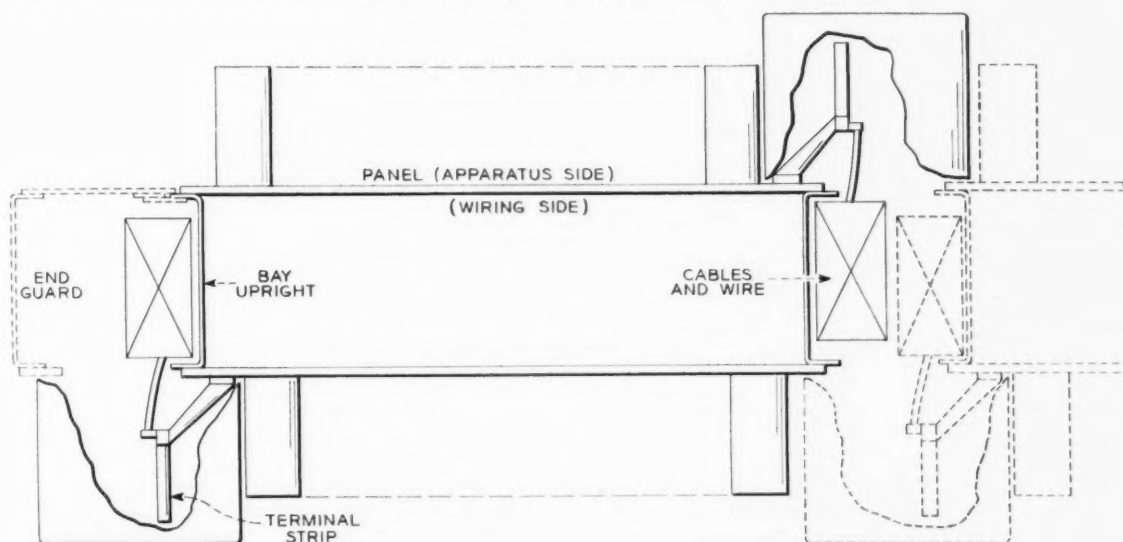 PANEL (APPARATUS SIDE)
(WIRING SIDE)
END
GUARD
BAY
UPRIGHT
CABLES
AND WIRE
TERMINAL
STRIP